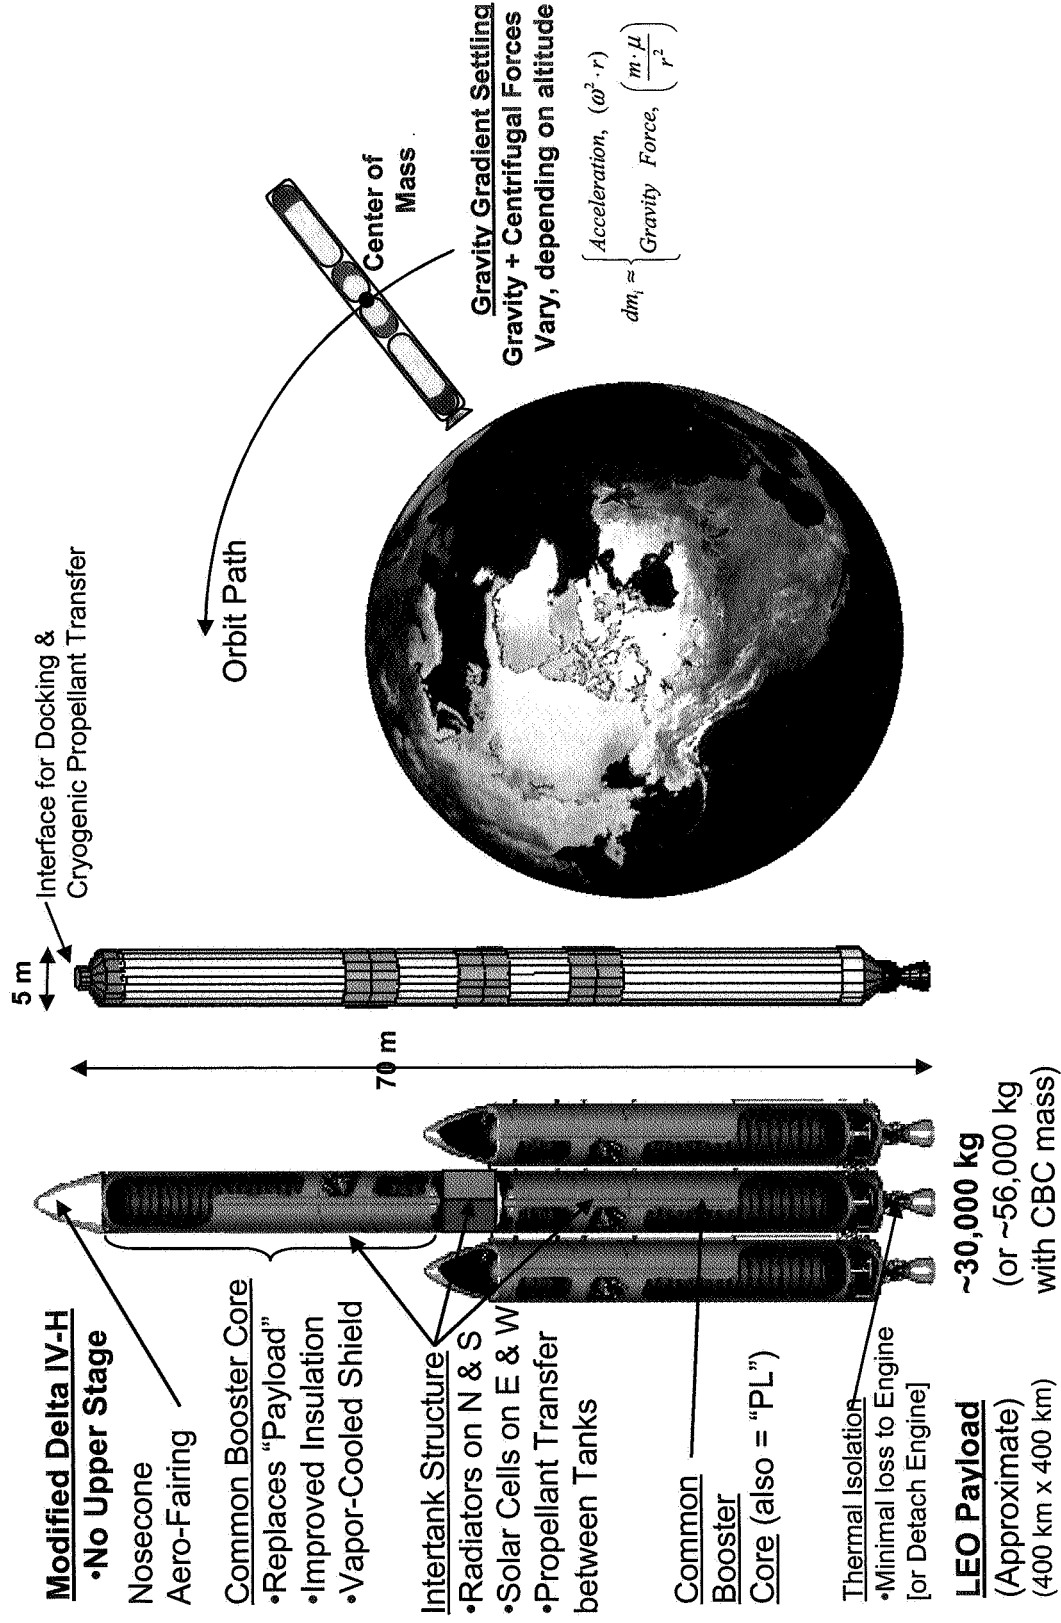 Modified Delta IV-H
•No Upper Stage
Nosecone
Aero-Fairing
Common Booster Core
•Replaces “Payload”
•Improved Insulation
•Vapor-Cooled Shield
Intertank Structure
•Radiators on N & S
•Solar Cells on E & W
•Propellant Transfer
between Tanks
Common
Booster
Core (also = “PL”)
Thermal Isolation
•Minimal loss to Engine
[or Detach Engine]
LEO Payload
(Approximate)
(400 km x 400 km)
~30,000 kg
(or ~56,000 kg
with CBC mass)
70 m
5 m
Interface for Docking &
Cryogenic Propellant Transfer
Orbit Path
Center of
Mass
Gravity Gradient Settling
Gravity + Centrifugal Forces
Vary, depending on altitude
dmᵢ ≈ { Acceleration, (ω² · r)
Gravity Force, (m · μ / r²)